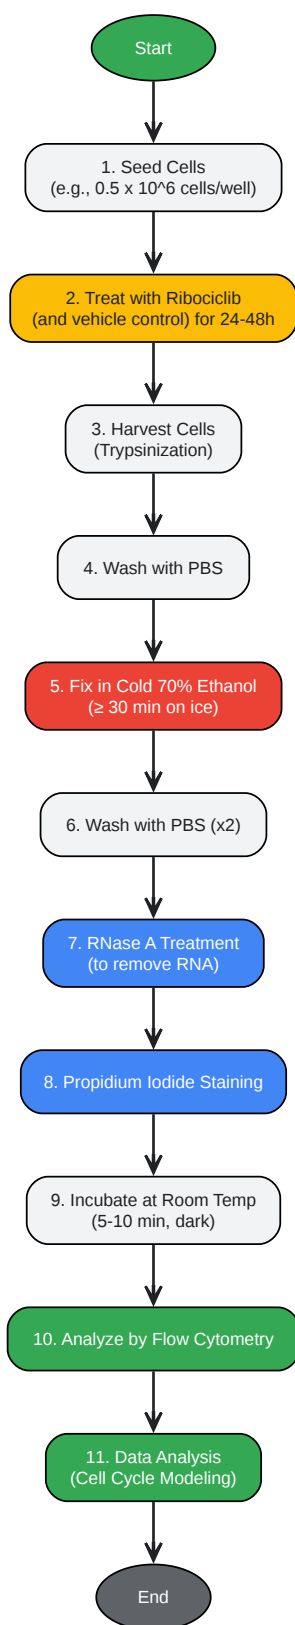 Start
1. Seed Cells
(e.g., 0.5 x 10^6 cells/well)
2. Treat with Ribociclib
(and vehicle control) for 24-48h
3. Harvest Cells
(Trypsinization)
4. Wash with PBS
5. Fix in Cold 70% Ethanol
(≥ 30 min on ice)
6. Wash with PBS (x2)
7. RNase A Treatment
(to remove RNA)
8. Propidium Iodide Staining
9. Incubate at Room Temp
(5-10 min, dark)
10. Analyze by Flow Cytometry
11. Data Analysis
(Cell Cycle Modeling)
End